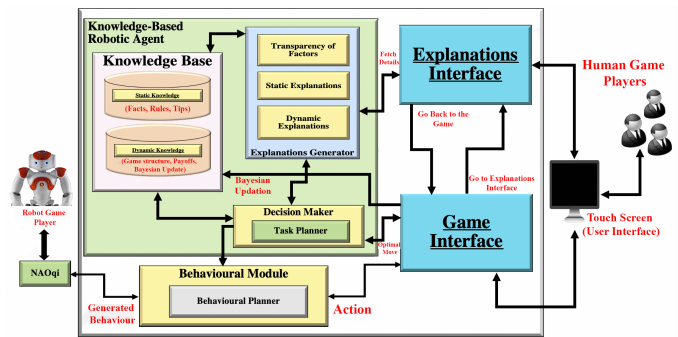 Knowledge-Based
Robotic Agent
Knowledge Base
Static Knowledge
(Facts, Rules, Tips)
Dynamic Knowledge
(Game structure, Payoffs,
Bayesian Update)
Transparency of
Factors
Static Explanations
Dynamic
Explanations
Explanations Generator
Fetch
Details
Explanations
Interface
Go Back to the
Game
Go to Explanations
Interface
Human Game
Players
Touch Screen
(User Interface)
Bayesian
Updation
Decision Maker
Task Planner
Optimal
Move
Game
Interface
Robot Game
Player
NAOqi
Generated
Behaviour
Behavioural Module
Behavioural Planner
Action